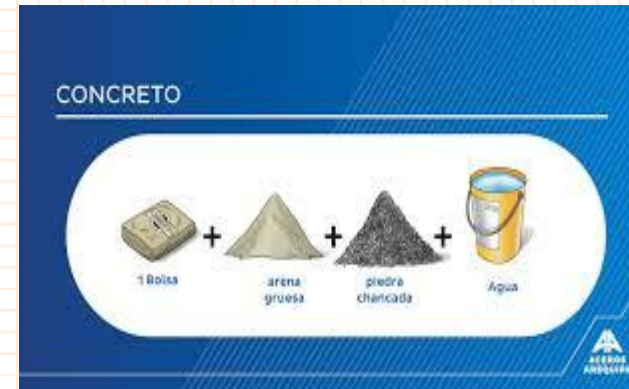 CONCRETO
+
+
+
1 Bolsa
arena
gruesa
piedra
chancada
Agua
ACEROS
AREQUIPA